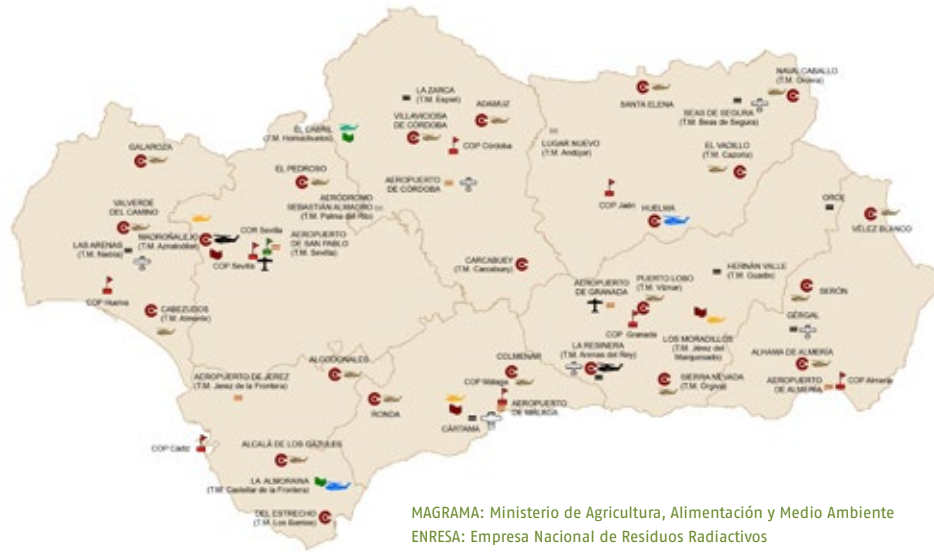 NAVALCABALLO
(T.M. Orcera)
LA ZARCA
(T.M. Espiel)
ADAMUZ
SANTA ELENA
BEAS DE SEGURA
(T.M. Beas de Segura)
VILLAVICIOSA
DE CÓRDOBA
EL CABRIL
(T.M. Hornachuelos)
COP Córdoba
LUGAR NUEVO
(T.M. Andújar)
GALAROZA
EL VADILLO
(T.M. Cazorla)
EL PEDROSO
AEROPUERTO
DE CÓRDOBA
COP Jaén
AERÓDROMO
SEBASTIÁN ALMAGRO
(T.M. Palma del Río)
ORCE
HUELMA
VALVERDE
DEL CAMINO
VÉLEZ BLANCO
COR Sevilla
MADROÑALEJO
(T.M. Aznalcóllar)
AEROPUERTO
DE SAN PABLO
(T.M. Sevilla)
LAS ARENAS
(T.M. Niebla)
COP Sevilla
CARCABUEY
(T.M. Carcabuey)
HERNÁN VALLE
(T.M. Guadix)
AEROPUERTO
DE GRANADA
PUERTO LOBO
(T.M. Víznar)
SERÓN
COP Huelva
CABEZUDOS
(T.M. Almonte)
GÉRGAL
COP Granada
LOS MORADILLOS
(T.M. Jérez del
Marquesado)
LA RESINERA
(T.M. Arenas del Rey)
ALHAMA DE ALMERÍA
ALGODONALES
COLMENAR
AEROPUERTO DE JEREZ
(T.M. Jerez de la Frontera)
COP Málaga
SIERRA NEVADA
(T.M. Órgiva)
AEROPUERTO
DE ALMERÍA
COP Almería
RONDA
AEROPUERTO
DE MÁLAGA
CÁRTAMA
COP Cádiz
ALCALÁ DE LOS GAZULES
LA ALMORAIMA
(T.M. Castellar de la Frontera)
DEL ESTRECHO
(T.M. Los Barrios)
MAGRAMA: Ministerio de Agricultura, Alimentación y Medio Ambiente
ENRESA: Empresa Nacional de Residuos Radiactivos